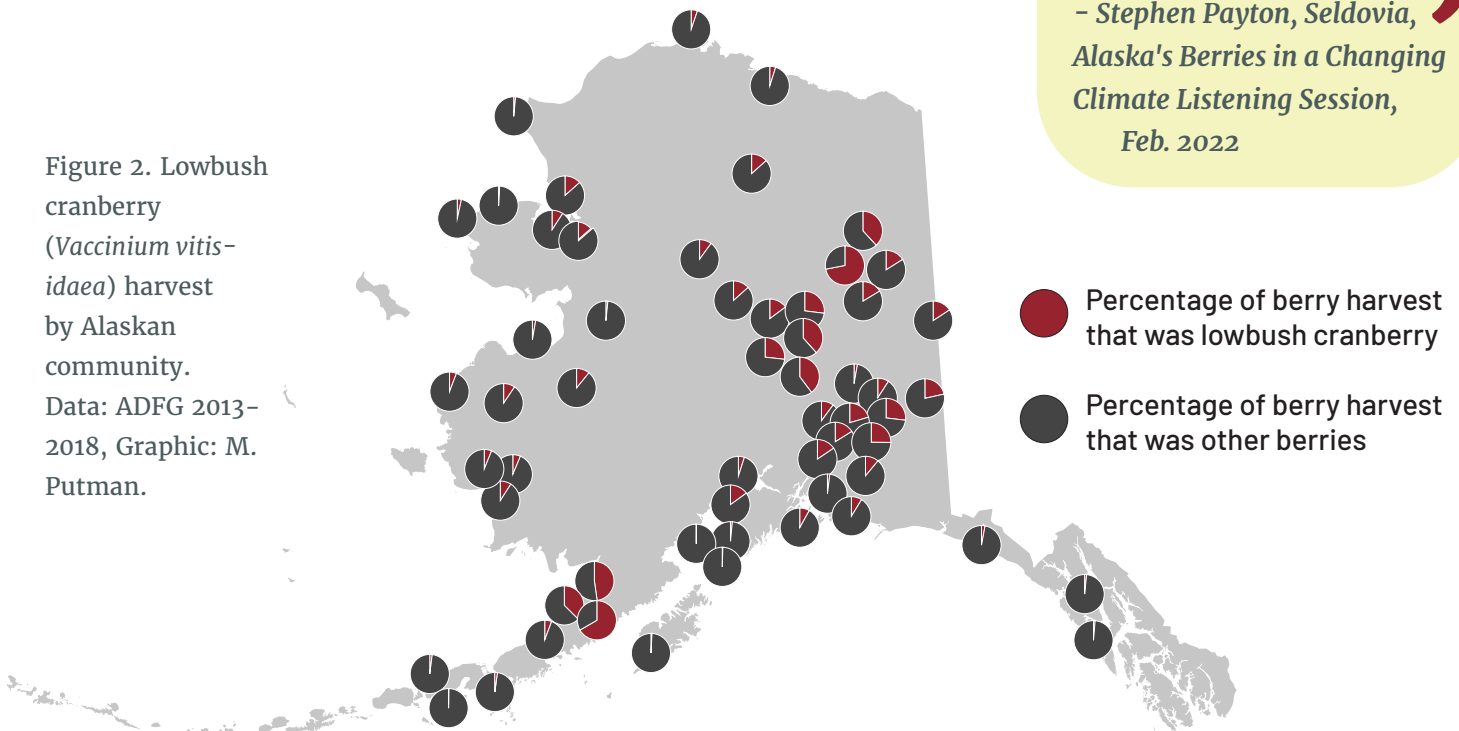 - Stephen Payton, Seldovia,
Alaska's Berries in a Changing
Climate Listening Session,
Feb. 2022
Figure 2. Lowbush
cranberry
(Vaccinium vitis-
idaea) harvest
by Alaskan
community.
Data: ADFG 2013-
2018, Graphic: M.
Putman.
Percentage of berry harvest
that was lowbush cranberry
Percentage of berry harvest
that was other berries